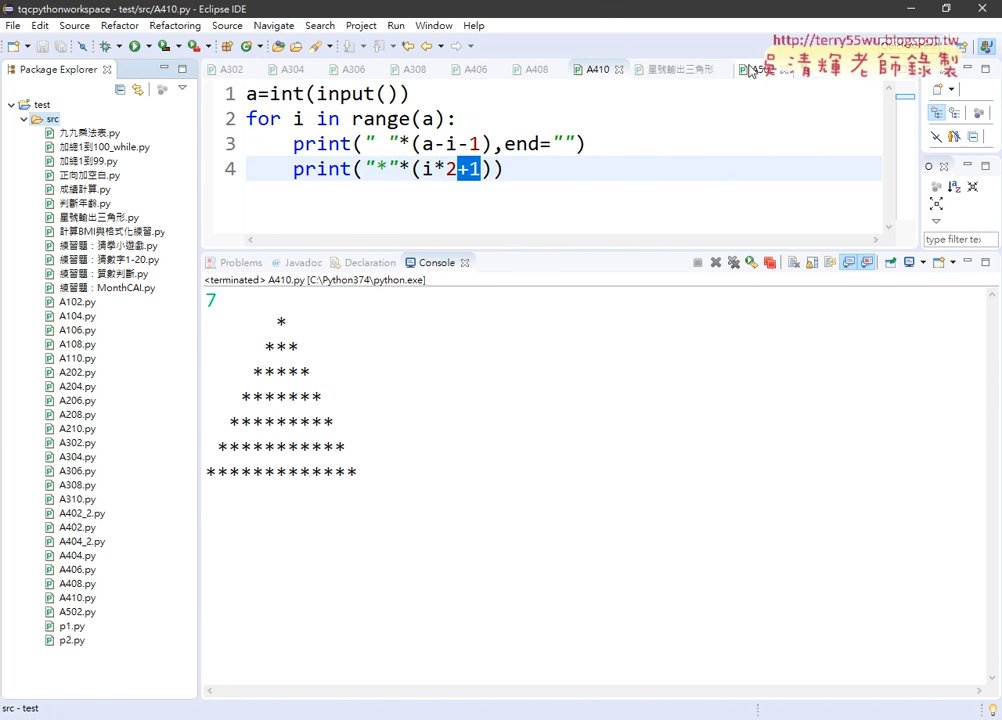 tqcpythonworkspace - test/src/A410.py - Eclipse IDE
File Edit Source Refactor Refactoring Source Navigate Search Project Run Window Help
http://terry55wu.blogspot.tw
吳清輝老師錄製
Package Explorer
A302 A304 A306 A308 A406 A408 A410 星號輸出三角形
test
src
九九乘法表.py
加總1到100_while.py
加總1到99.py
正向加空白.py
成績計算.py
判斷年齡.py
星號輸出三角形.py
計算BMI與格式化練習.py
練習題：猜拳小遊戲.py
練習題：猜數字1-20.py
練習題：質數判斷.py
練習題：MonthCAI.py
A102.py
A104.py
A106.py
A108.py
A110.py
A202.py
A204.py
A206.py
A208.py
A210.py
A302.py
A304.py
A306.py
A308.py
A310.py
A402_2.py
A402.py
A404_2.py
A404.py
A406.py
A408.py
A410.py
A502.py
p1.py
p2.py
1 a=int(input())
2 for i in range(a):
3     print(" "*(a-i-1),end="")
4     print("*"*(i*2+1))
type filter te
Problems Javadoc Declaration Console
<terminated> A410.py [C:\Python374\python.exe]
7
      *
     ***
    *****
   *******
  *********
 ***********
*************
src - test